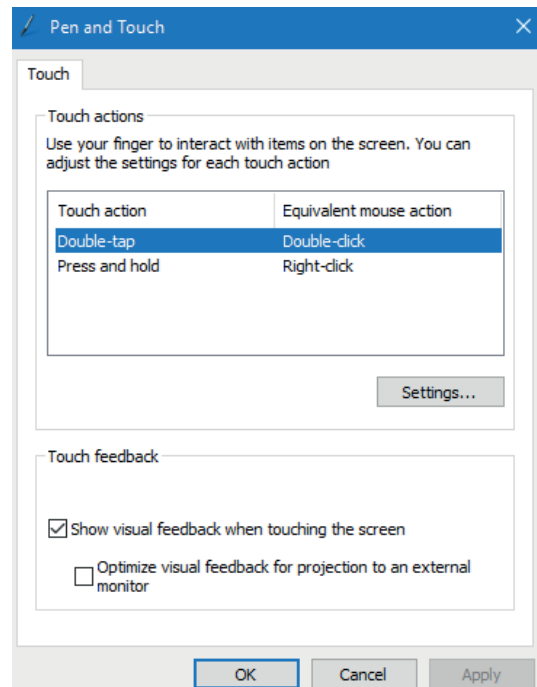 Pen and Touch
Touch
Touch actions
Use your finger to interact with items on the screen. You can
adjust the settings for each touch action
Touch action Equivalent mouse action
Double-tap Double-click
Press and hold Right-click
Settings...
Touch feedback
Show visual feedback when touching the screen
Optimize visual feedback for projection to an external
monitor
OK Cancel Apply